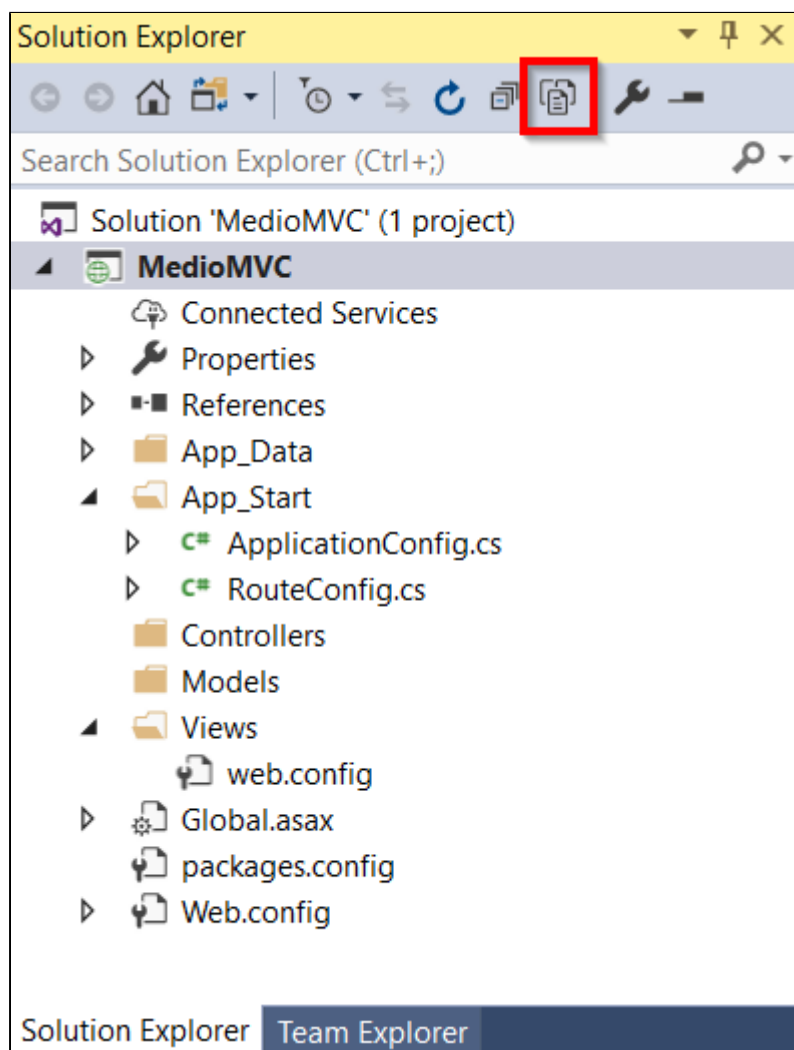 Solution Explorer
Search Solution Explorer (Ctrl+;)
Solution 'MedioMVC' (1 project)
MedioMVC
Connected Services
Properties
References
App_Data
App_Start
C# ApplicationConfig.cs
C# RouteConfig.cs
Controllers
Models
Views
web.config
Global.asax
packages.config
Web.config
Solution Explorer Team Explorer